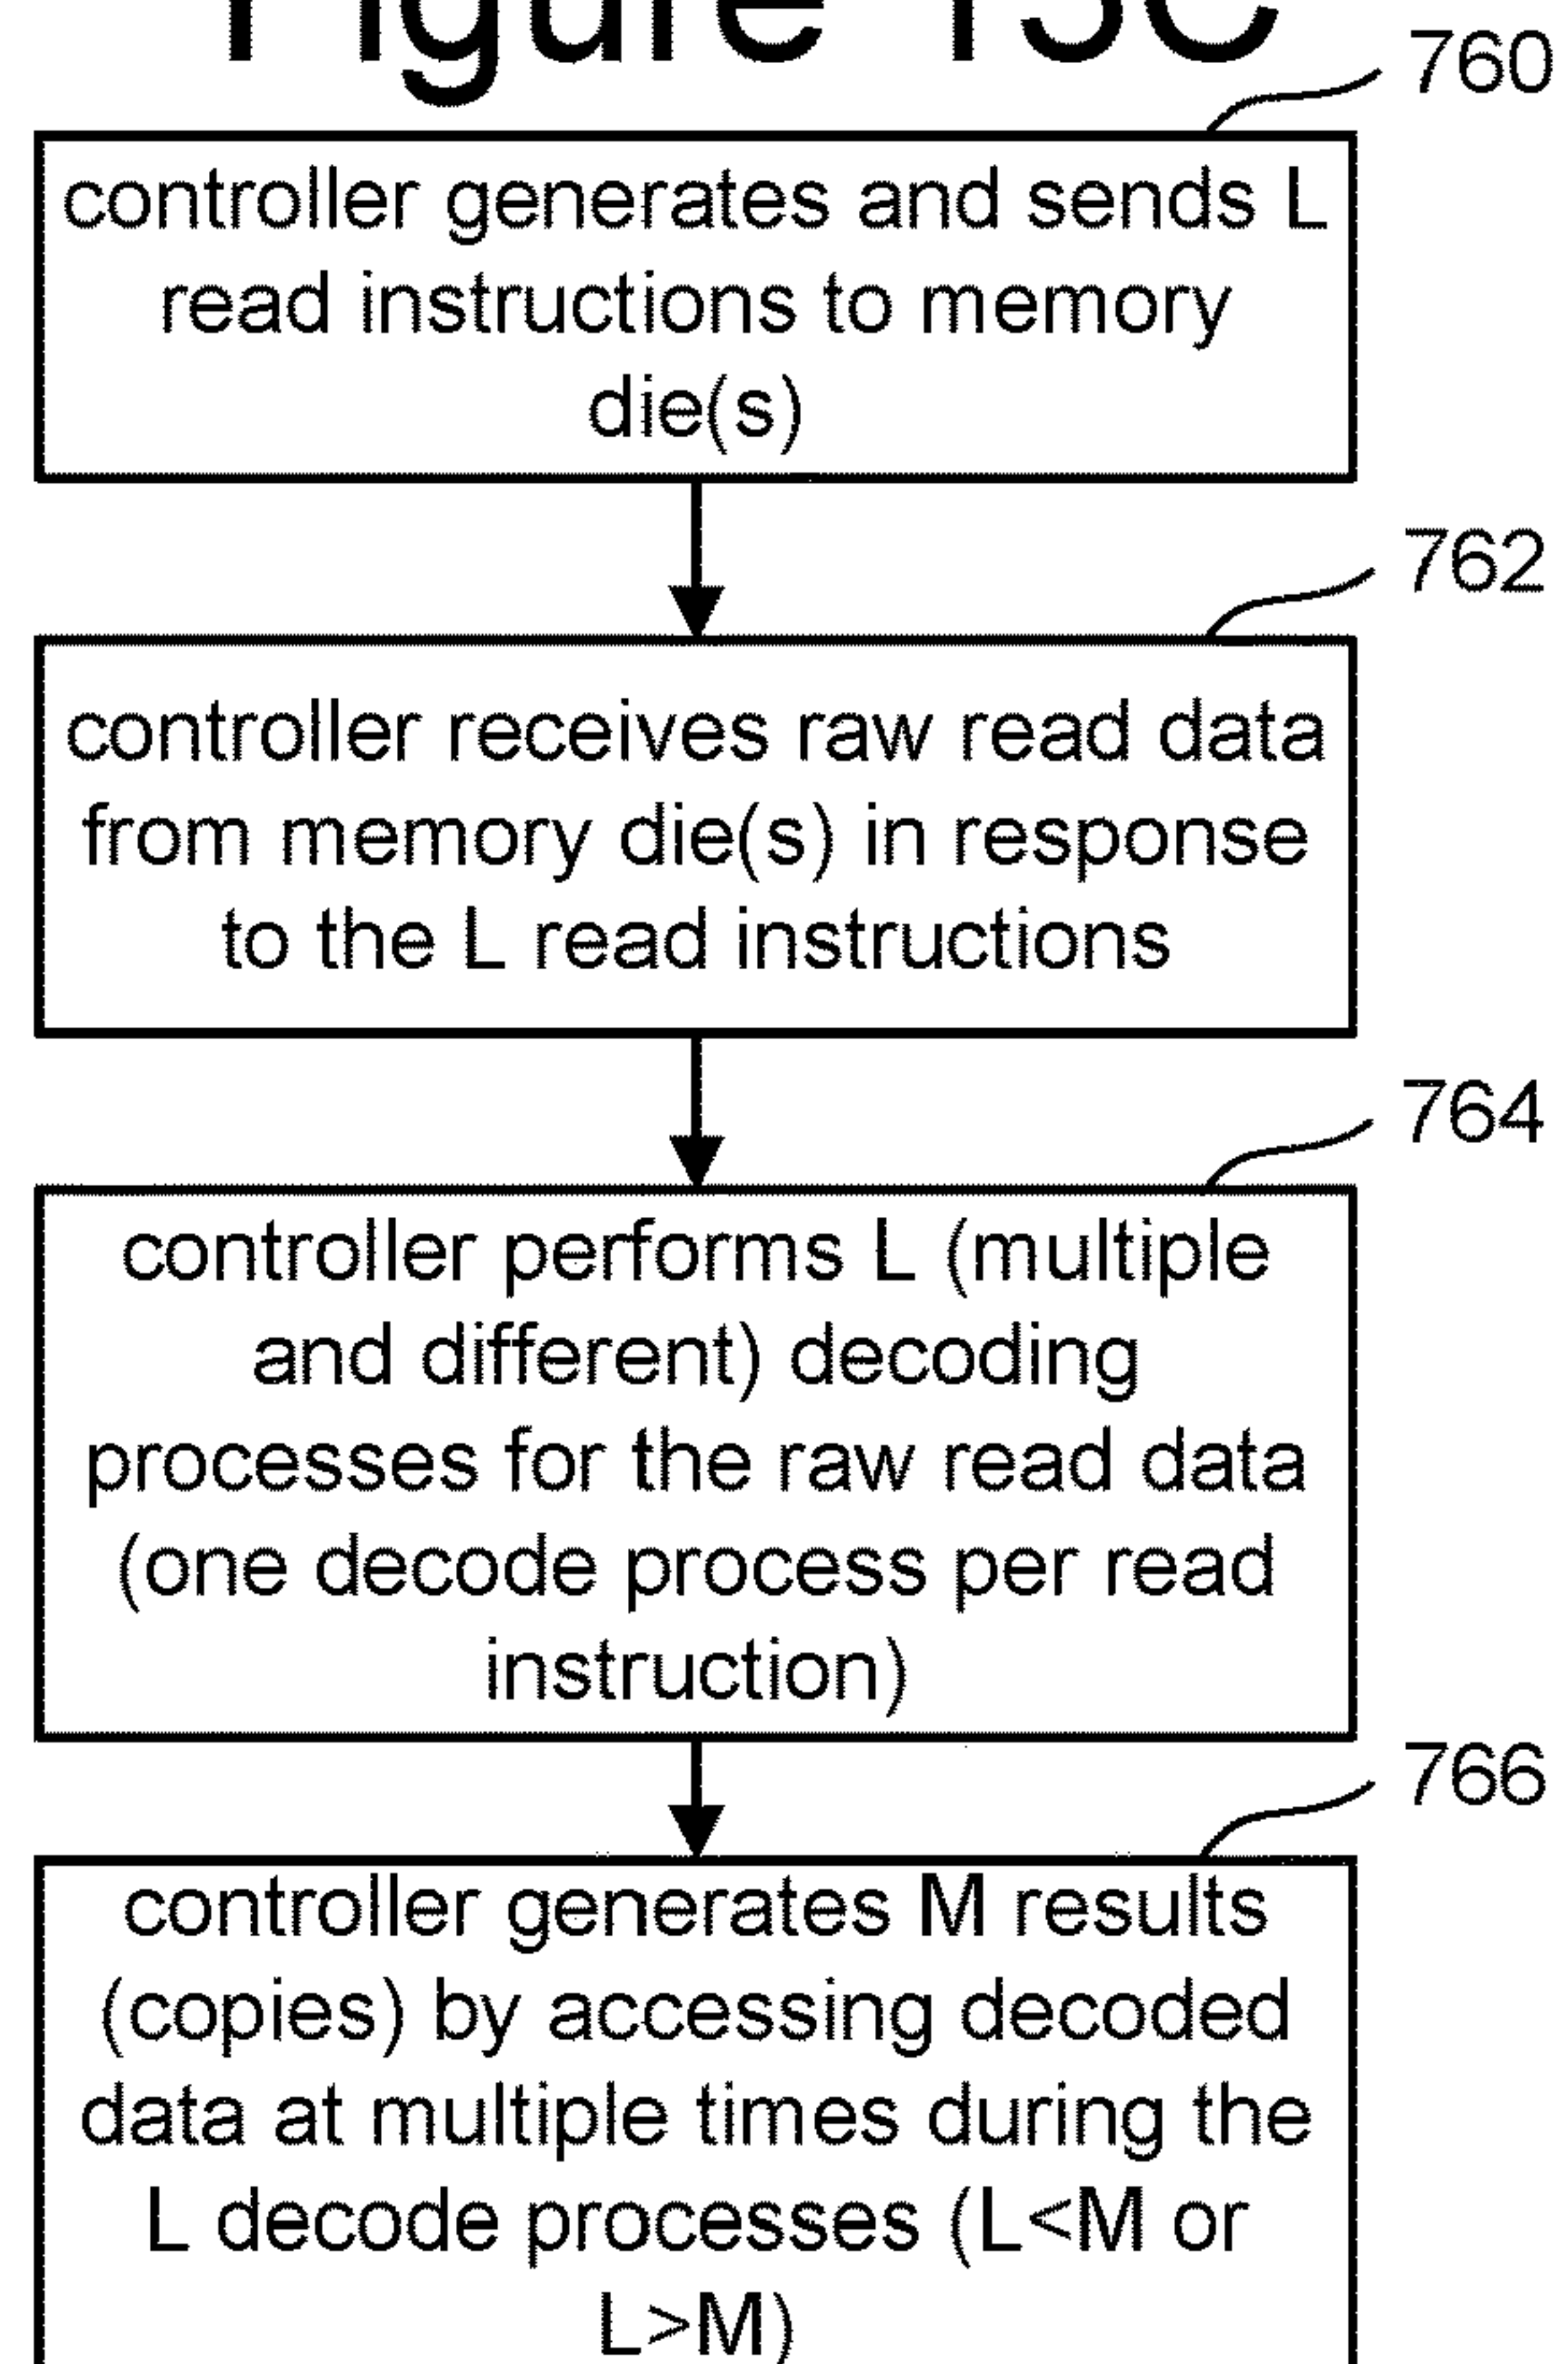 Figure 15C
760
controller generates and sends L
read instructions to memory
die(s)
762
controller receives raw read data
from memory die(s) in response
to the L read instructions
764
controller performs L (multiple
and different) decoding
processes for the raw read data
(one decode process per read
instruction)
766
controller generates M results
(copies) by accessing decoded
data at multiple times during the
L decode processes (L<M or
L>M)